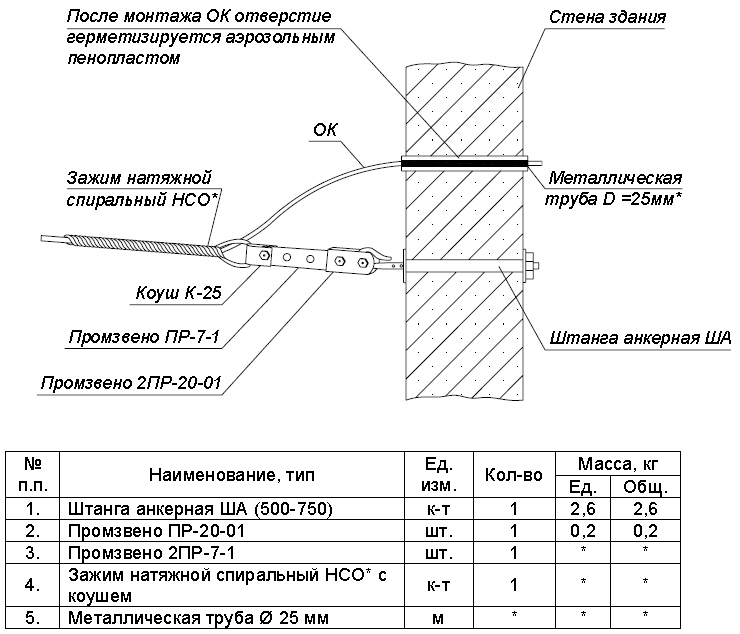 После монтажа ОК отверстие
герметизируется аэрозольным
пенопластом
Стена здания
ОК
Зажим натяжной
спиральный НСО*
Металлическая
труба D =25мм*
Коуш К-25
Промзвено ПР-7-1
Штанга анкерная ША
Промзвено 2ПР-20-01
№ п.п. Наименование, тип Ед. изм. Кол-во Масса, кг
Ед. Общ.
1. Штанга анкерная ША (500-750) к-т 1 2,6 2,6
2. Промзвено ПР-20-01 шт. 1 0,2 0,2
3. Промзвено 2ПР-7-1 шт. 1 * *
4. Зажим натяжной спиральный НСО* с
коушем к-т 1 * *
5. Металлическая труба Ø 25 мм м * * *